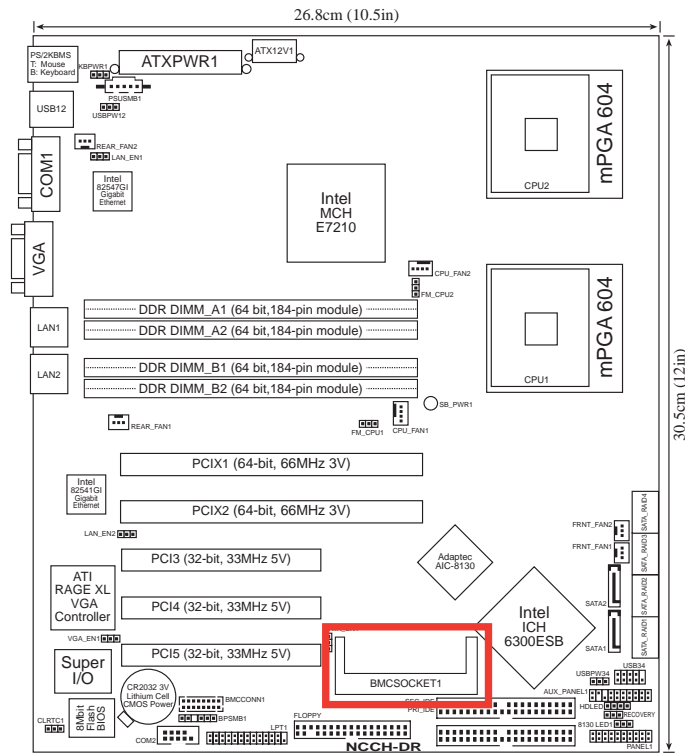 26.8cm (10.5in)
PS/2KBMS
T: Mouse
B: Keyboard
KBPWR1
ATXPWR1
ATX12V1
PSUSMB1
USBPW12
USB12
REAR_FAN2
LAN_EN1
COM1
Intel
82547GI
Gigabit
Ethernet
Intel
MCH
E7210
CPU2
mPGA 604
VGA
CPU_FAN2
FM_CPU2
LAN1
DDR DIMM_A1 (64 bit,184-pin module)
DDR DIMM_A2 (64 bit,184-pin module)
CPU1
mPGA 604
LAN2
DDR DIMM_B1 (64 bit,184-pin module)
DDR DIMM_B2 (64 bit,184-pin module)
30.5cm (12in)
SB_PWR1
REAR_FAN1
FM_CPU1
CPU_FAN1
PCIX1 (64-bit, 66MHz 3V)
Intel
82541GI
Gigabit
Ethernet
PCIX2 (64-bit, 66MHz 3V)
LAN_EN2
FRNT_FAN2
SATA_RAID4
FRNT_FAN1
SATA_RAID3
PCI3 (32-bit, 33MHz 5V)
Adaptec
AIC-8130
ATI
RAGE XL
VGA
Controller
PCI4 (32-bit, 33MHz 5V)
SATA2
SATA_RAID2
Intel
ICH
6300ESB
VGA_EN1
SATA1
SATA_RAID1
PCI5 (32-bit, 33MHz 5V)
Super
I/O
BMCSOCKET1
USBPW34
USB34
CR2032 3V
Lithium Cell
CMOS Power
BMCCONN1
AUX_PANEL1
SEC_IDE
PRI_IDE
HDLED
RECOVERY
8Mbit
Flash
BIOS
CLRTC1
BPSMB1
FLOPPY
8130 LED1
COM2
LPT1
NCCH-DR
PANEL1